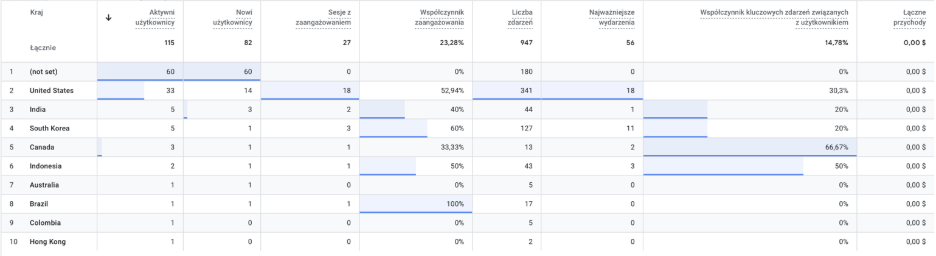 Kraj ↓ Aktywni użytkownicy Nowi użytkownicy Sesje z zaangażowaniem Współczynnik zaangażowania Liczba zdarzeń Najważniejsze wydarzenia Współczynnik kluczowych zdarzeń związanych z użytkownikiem Łączne przychody
Łącznie 115 82 27 23,28% 947 56 14,78% 0,00 $
1 (not set) 60 60 0 0% 180 0 0% 0,00 $
2 United States 33 14 18 52,94% 341 18 30,3% 0,00 $
3 India 5 3 2 40% 44 1 20% 0,00 $
4 South Korea 5 1 3 60% 127 11 20% 0,00 $
5 Canada 3 1 1 33,33% 13 2 66,67% 0,00 $
6 Indonesia 2 1 1 50% 43 3 50% 0,00 $
7 Australia 1 1 0 0% 5 0 0% 0,00 $
8 Brazil 1 1 1 100% 17 0 0% 0,00 $
9 Colombia 1 0 0 0% 5 0 0% 0,00 $
10 Hong Kong 1 0 0 0% 2 0 0% 0,00 $